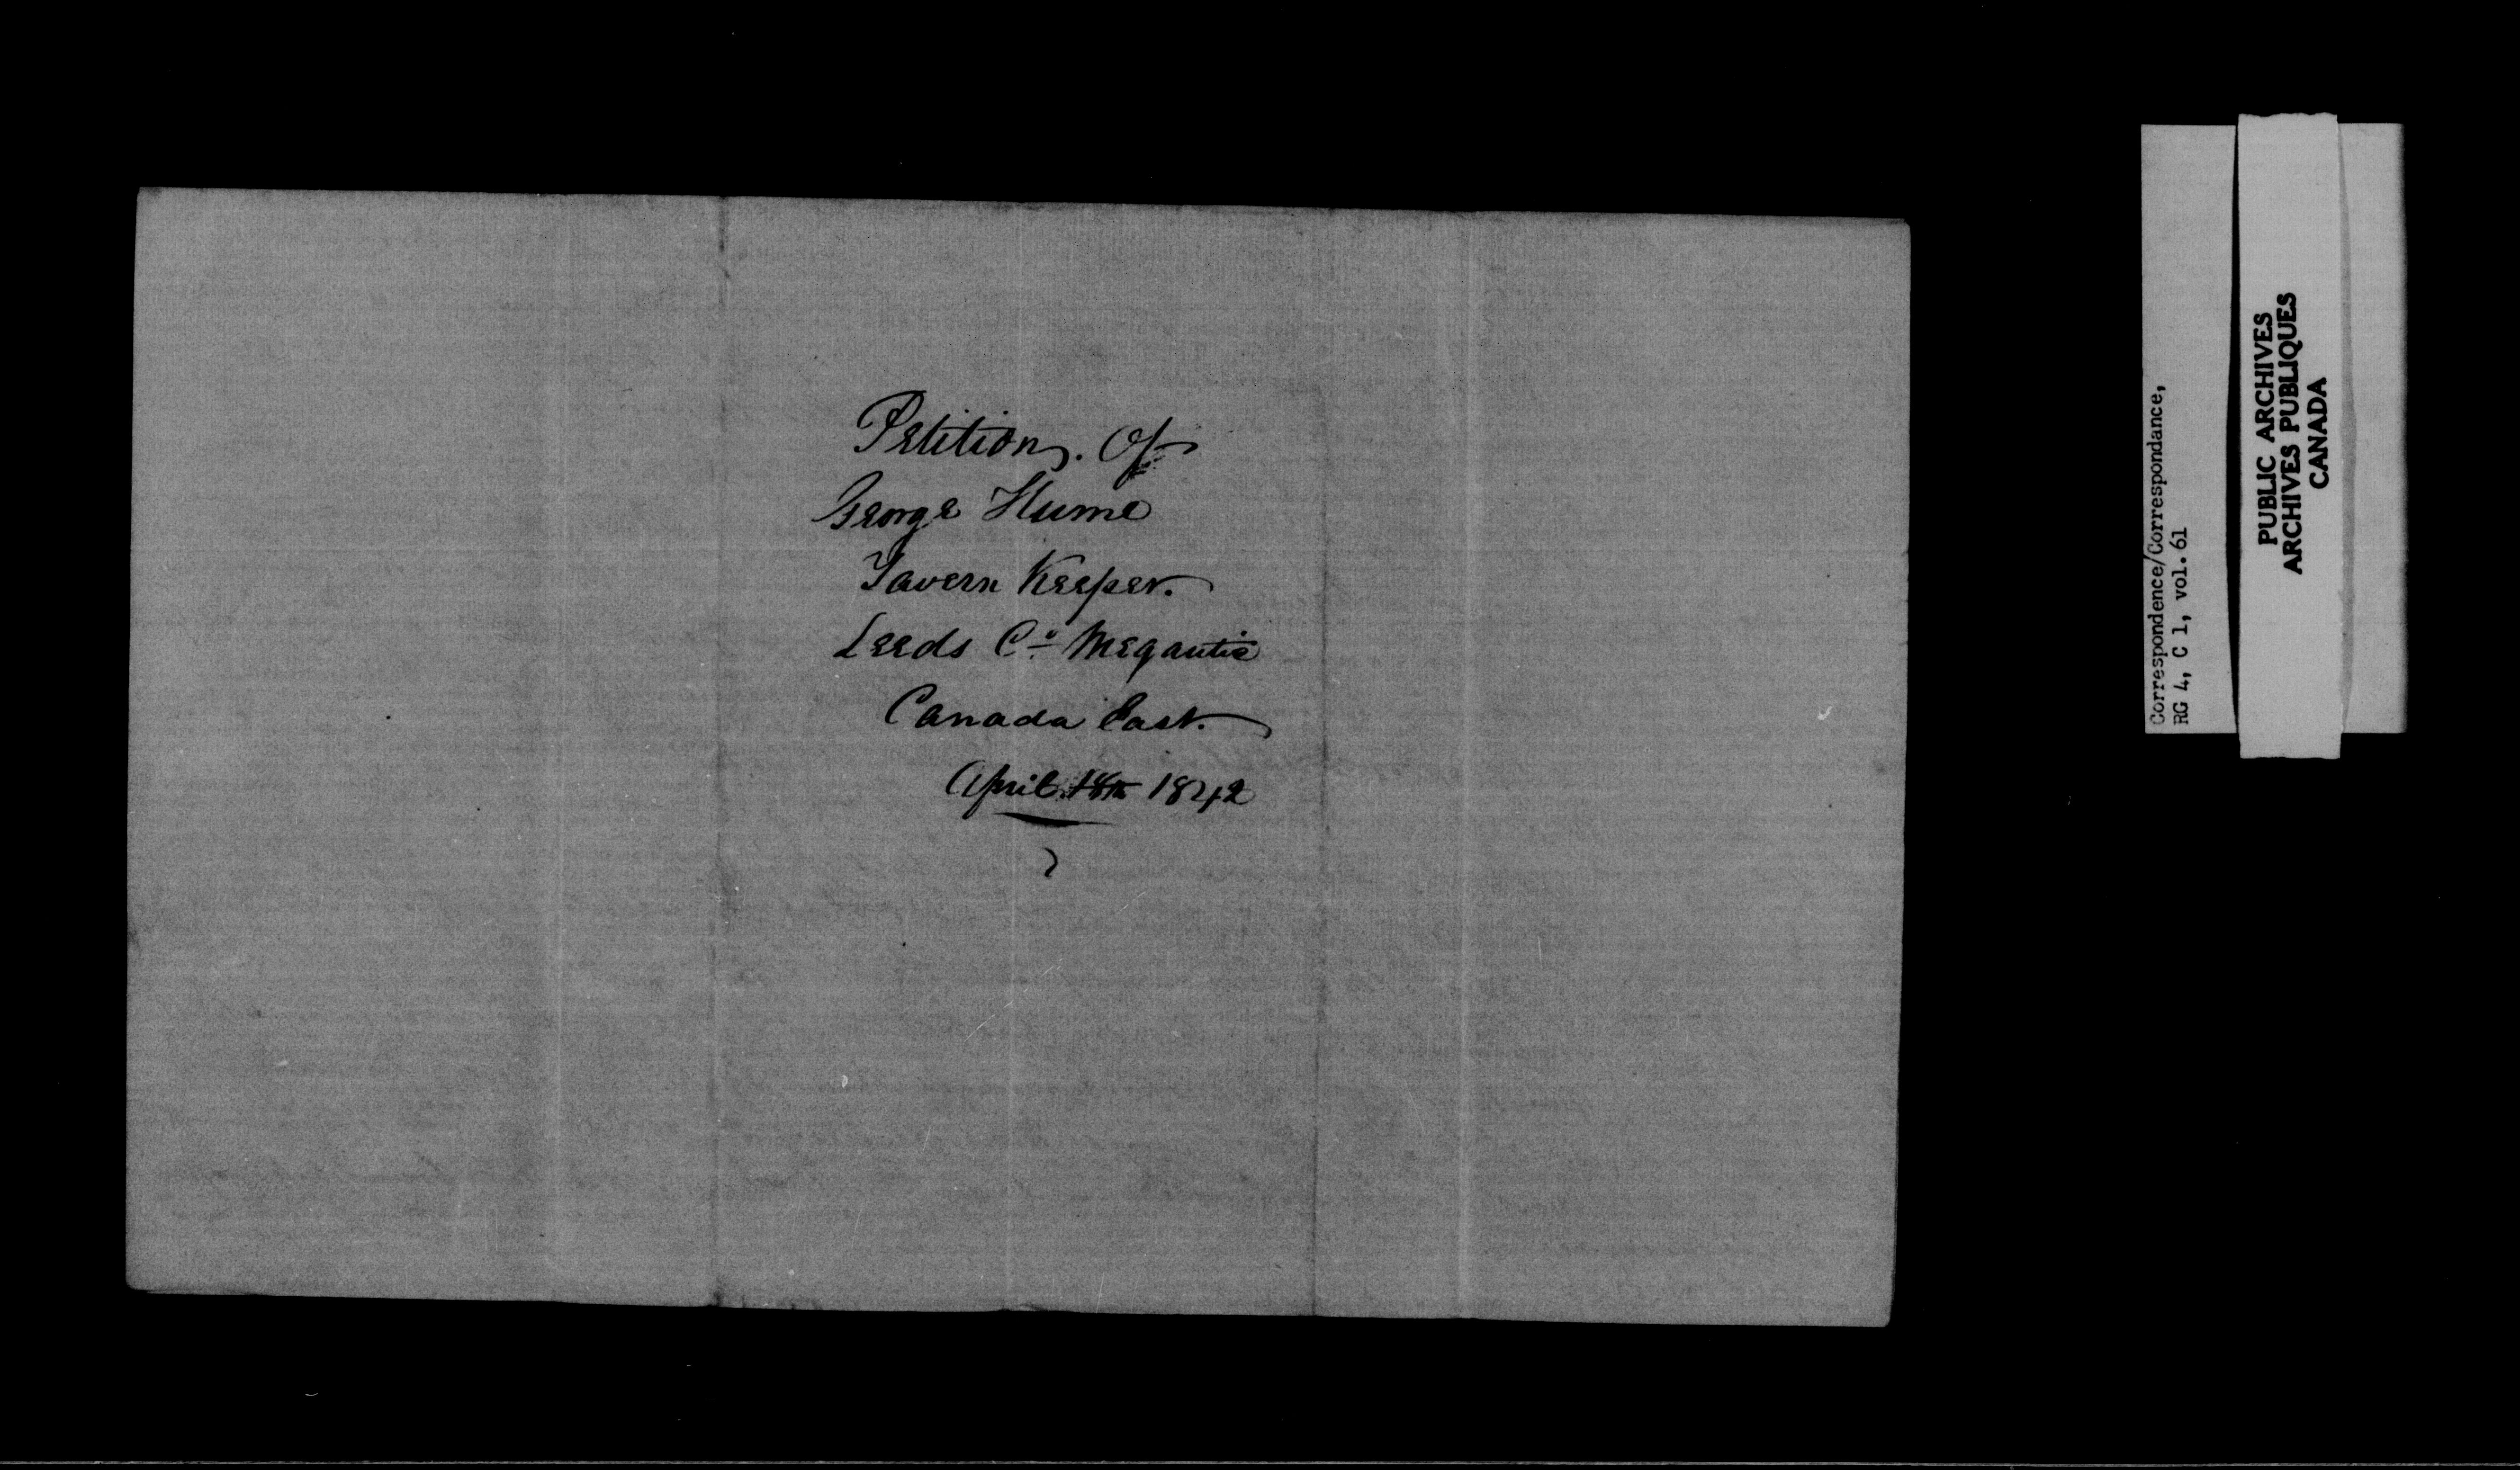 Petition. Of
George Hume
Tavern Keeper.
Leeds Co. Megantic
Canada East.
April 18th 1842
Correspondence/Correspondance,
RG 4, C 1, vol. 61
PUBLIC ARCHIVES
ARCHIVES PUBLIQUES
CANADA